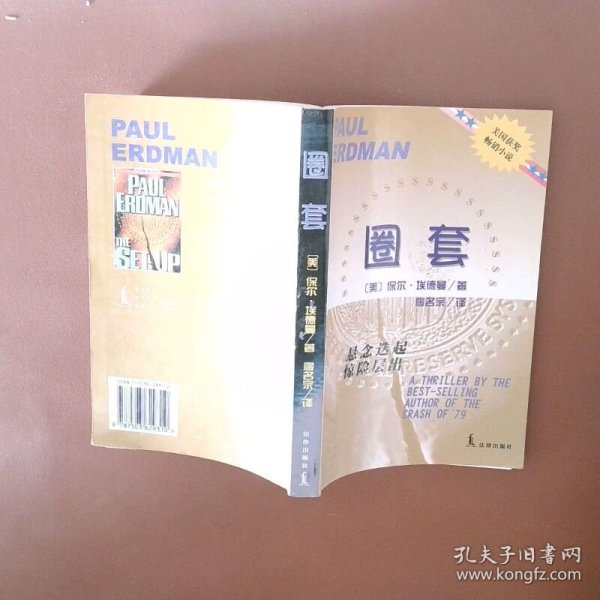 PAUL
ERDMAN
PAUL
ERDMAN
THE
SET-UP
圈套
〔美〕保尔·埃德曼/著
阎名宗/译
法律出版社
PAUL
ERDMAN
美国获奖
畅销小说
圈套
〔美〕保尔·埃德曼/著
阎名宗/译
悬念迭起
惊险层出
A THRILLER BY THE
BEST-SELLING
AUTHOR OF THE
CRASH OF '79
法律出版社
孔夫子旧书网
www.kongfz.com